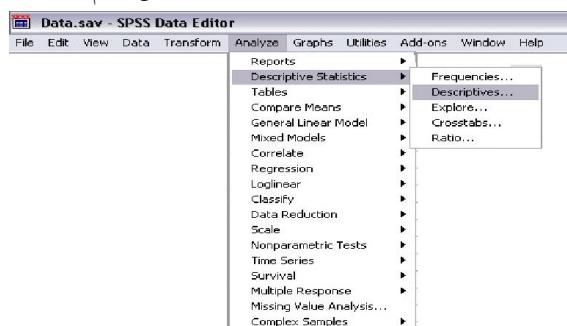 Data.sav - SPSS Data Editor
File Edit View Data Transform Analyze Graphs Utilities Add-ons Window Help
Reports
Descriptive Statistics
Tables
Compare Means
General Linear Model
Mixed Models
Correlate
Regression
Loglinear
Classify
Data Reduction
Scale
Nonparametric Tests
Time Series
Survival
Multiple Response
Missing Value Analysis...
Complex Samples
Frequencies...
Descriptives...
Explore...
Crosstabs...
Ratio...